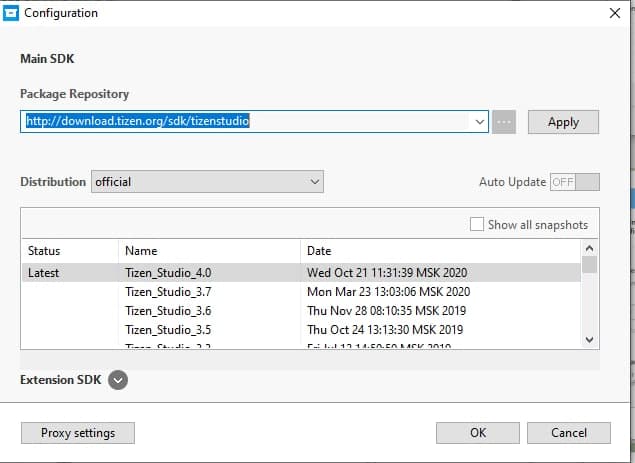 Configuration
Main SDK
Package Repository
http://download.tizen.org/sdk/tizenstudio
...
Apply
Distribution official Auto Update OFF
Show all snapshots
Status Name Date
Latest Tizen_Studio_4.0 Wed Oct 21 11:31:39 MSK 2020
Tizen_Studio_3.7 Mon Mar 23 13:03:06 MSK 2020
Tizen_Studio_3.6 Thu Nov 28 08:10:35 MSK 2019
Tizen_Studio_3.5 Thu Oct 24 13:13:30 MSK 2019
Extension SDK
Proxy settings OK Cancel